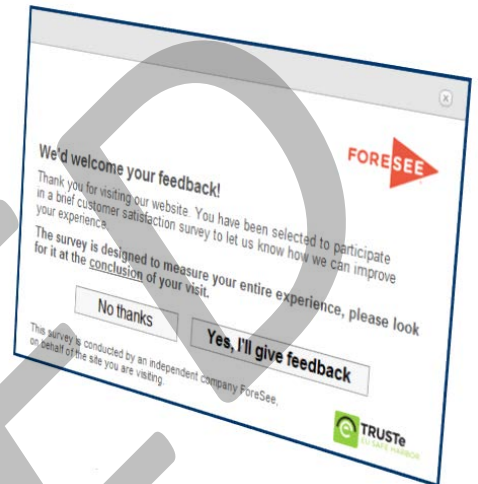 FORESEE
We'd welcome your feedback!
Thank you for visiting our website. You have been selected to participate
in a brief customer satisfaction survey to let us know how we can improve
your experience.
The survey is designed to measure your entire experience, please look
for it at the conclusion of your visit.
No thanks
Yes, I'll give feedback
This survey is conducted by an independent company ForeSee,
on behalf of the site you are visiting.
TRUSTe
EU SAFE HARBOR